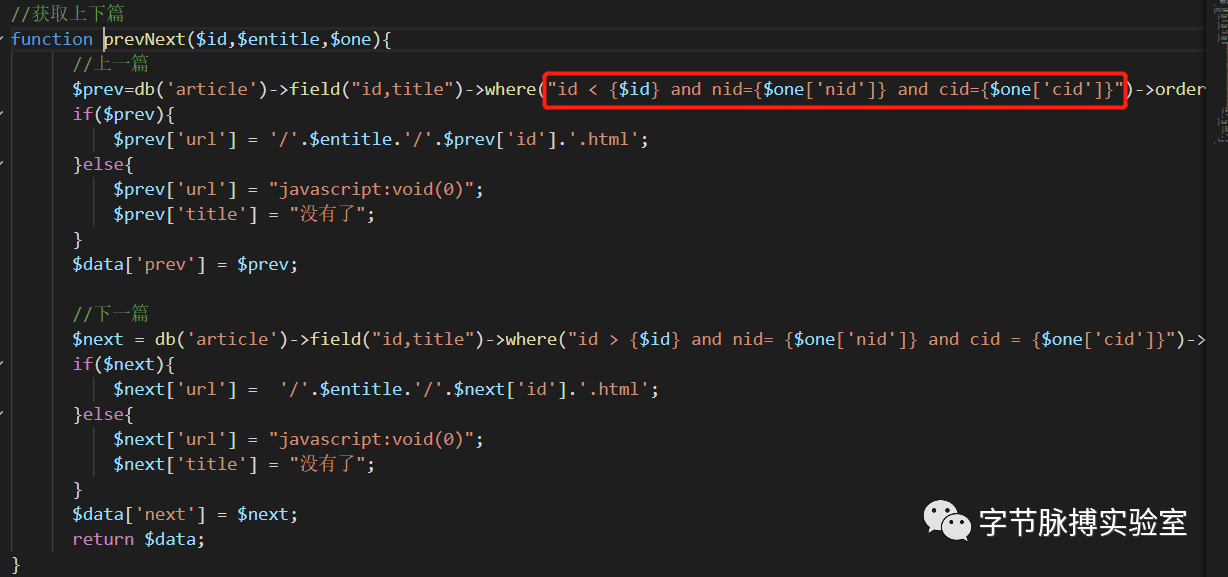 //获取上下篇
function prevNext($id,$entitle,$one){
//上一篇
$prev=db('article')->field("id,title")->where("id < {$id} and nid={$one['nid']} and cid={$one['cid']}")->order
if($prev){
$prev['url'] = '/'.$entitle.'/'.$prev['id'].'.html';
}else{
$prev['url'] = "javascript:void(0)";
$prev['title'] = "没有了";
}
$data['prev'] = $prev;
//下一篇
$next = db('article')->field("id,title")->where("id > {$id} and nid= {$one['nid']} and cid = {$one['cid']}")->
if($next){
$next['url'] =  '/'.$entitle.'/'.$next['id'].'.html';
}else{
$next['url'] = "javascript:void(0)";
$next['title'] = "没有了";
}
$data['next'] = $next;
return $data;
}
字节脉搏实验室